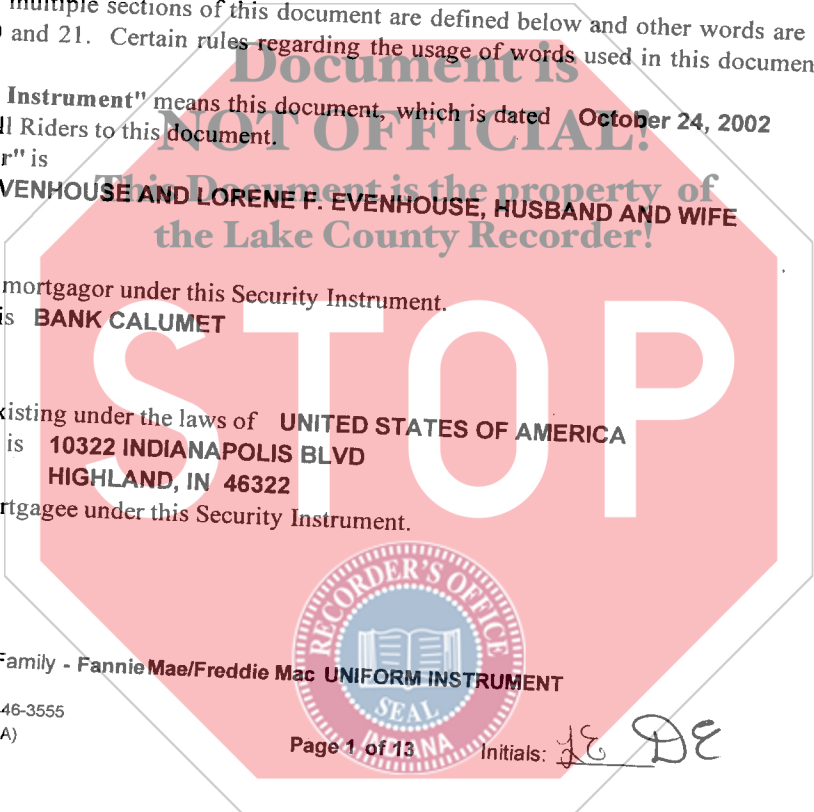 multiple sections of this document are defined below and other words are
and 21. Certain rules regarding the usage of words used in this documen
Document is
Instrument" means this document, which is dated October 24, 2002
ll Riders to this document.
NOT OFFICIAL!
r" is
This Document is the property of
VENHOUSE AND LORENE F. EVENHOUSE, HUSBAND AND WIFE
the Lake County Recorder!
mortgagor under this Security Instrument.
is BANK CALUMET
STOP
xisting under the laws of UNITED STATES OF AMERICA
is 10322 INDIANAPOLIS BLVD
HIGHLAND, IN 46322
rtgagee under this Security Instrument.
RECORDER'S OFFICE
SEAL
INDIANA
Family - Fannie Mae/Freddie Mac UNIFORM INSTRUMENT
46-3555
A)
Page 1 of 13 Initials: LE DE